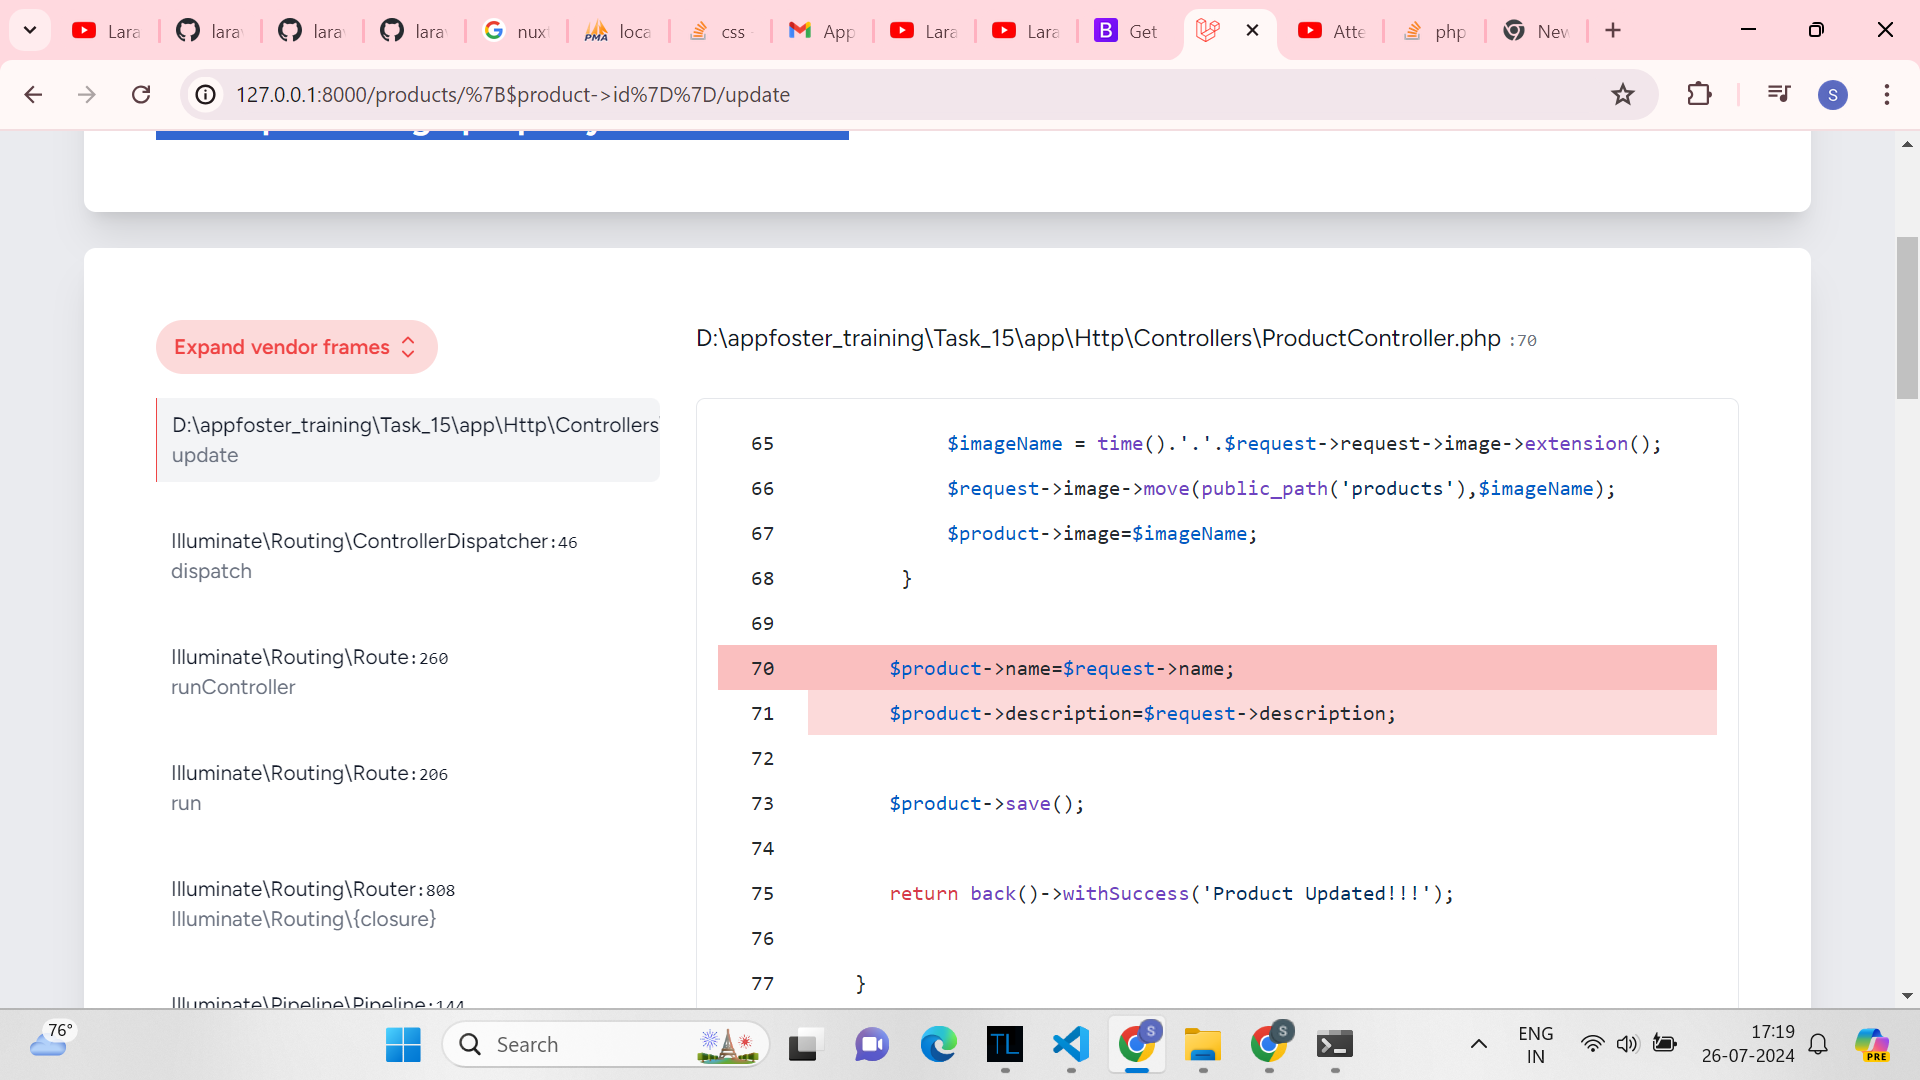 Lara
lara
lara
lara
nuxt
loca
css
App
Lara
Lara
Get
Atte
php
New
127.0.0.1:8000/products/%7B$product->id%7D%7D/update
S
Expand vendor frames
D:\appfoster_training\Task_15\app\Http\Controllers\ProductController.php :70
D:\appfoster_training\Task_15\app\Http\Controllers
update
Illuminate\Routing\ControllerDispatcher:46
dispatch
Illuminate\Routing\Route:260
runController
Illuminate\Routing\Route:206
run
Illuminate\Routing\Router:808
Illuminate\Routing\{closure}
Illuminate\Pipeline\Pipeline:144
65 $imageName = time().'.'.$request->request->image->extension();
66 $request->image->move(public_path('products'),$imageName);
67 $product->image=$imageName;
68 }
69
70 $product->name=$request->name;
71 $product->description=$request->description;
72
73 $product->save();
74
75 return back()->withSuccess('Product Updated!!!');
76
77 }
76°
Search
TL
S
S
ENG
IN
17:19
26-07-2024
PRE